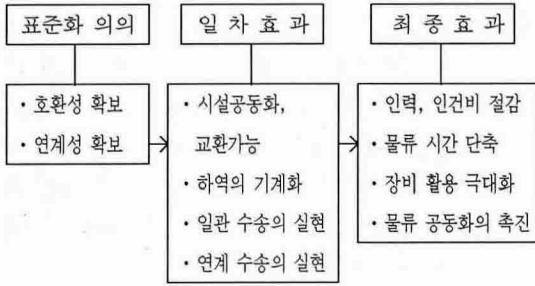 표준화 의의
· 호환성 확보
· 연계성 확보
일 차 효 과
· 시설공동화,
교환가능
· 하역의 기계화
· 일관 수송의 실현
· 연계 수송의 실현
최 종 효 과
· 인력, 인건비 절감
· 물류 시간 단축
· 장비 활용 극대화
· 물류 공동화의 촉진